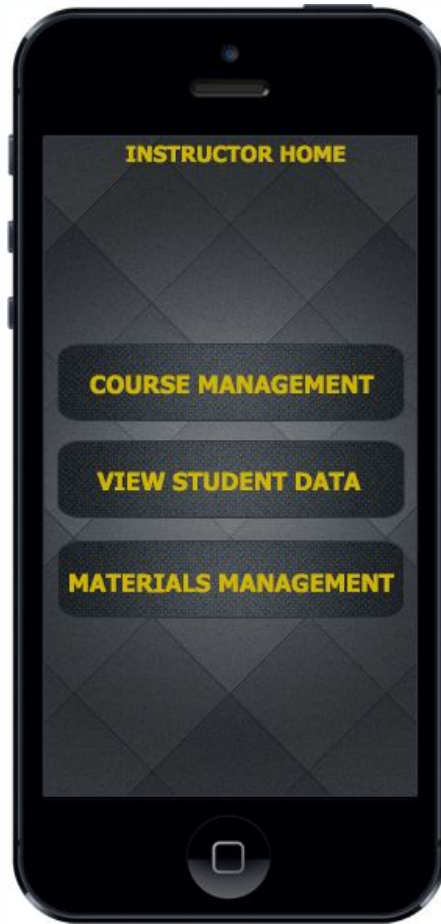 INSTRUCTOR HOME
COURSE MANAGEMENT
VIEW STUDENT DATA
MATERIALS MANAGEMENT